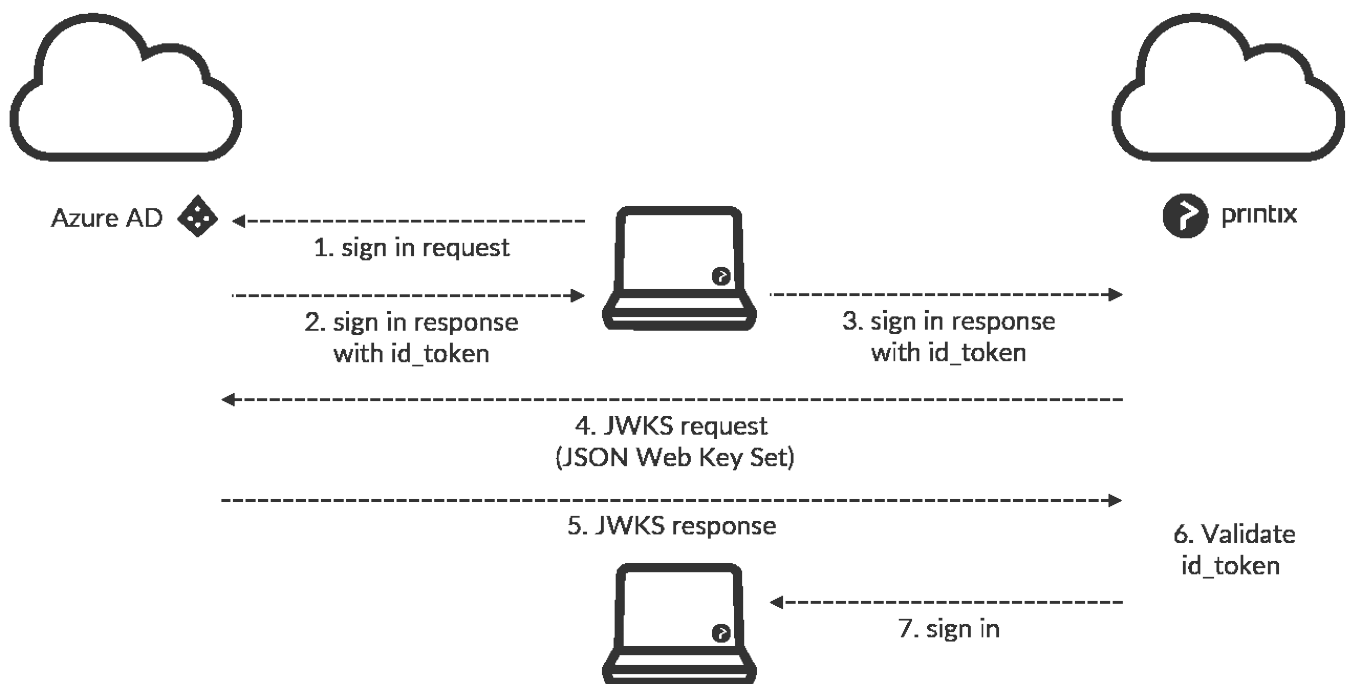 Azure AD
printix
1. sign in request
2. sign in response
with id_token
3. sign in response
with id_token
4. JWKS request
(JSON Web Key Set)
5. JWKS response
6. Validate
id_token
7. sign in